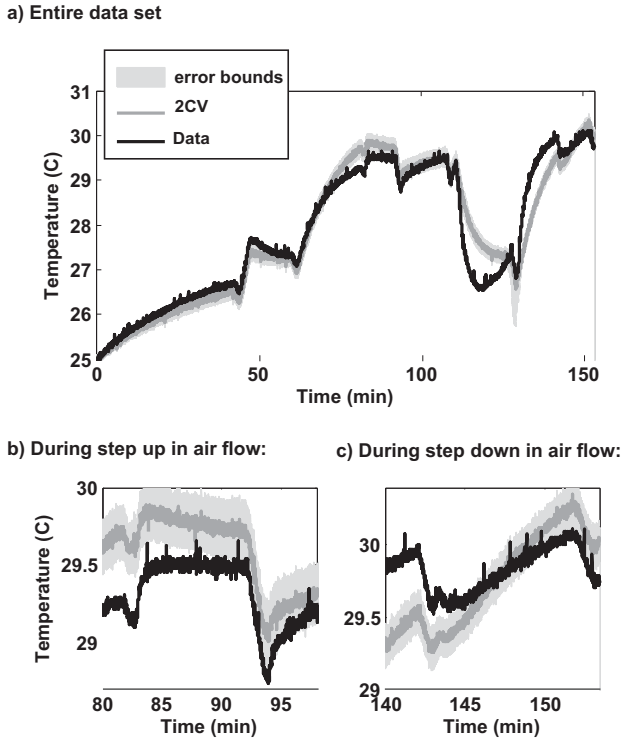 a) Entire data set
error bounds
2CV
Data
31
30
29
28
27
26
25
Temperature (C)
0 50 100 150
Time (min)
b) During step up in air flow:
30
29.5
29
Temperature (C)
80 85 90 95
Time (min)
c) During step down in air flow:
30
29.5
29
140 145 150
Time (min)